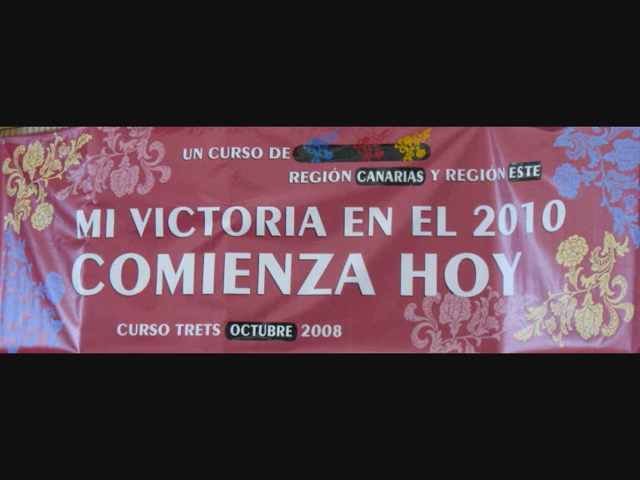 UN CURSO DE
REGIÓN CANARIAS Y REGIÓN ESTE
MI VICTORIA EN EL 2010
COMIENZA HOY
CURSO TRETS OCTUBRE 2008